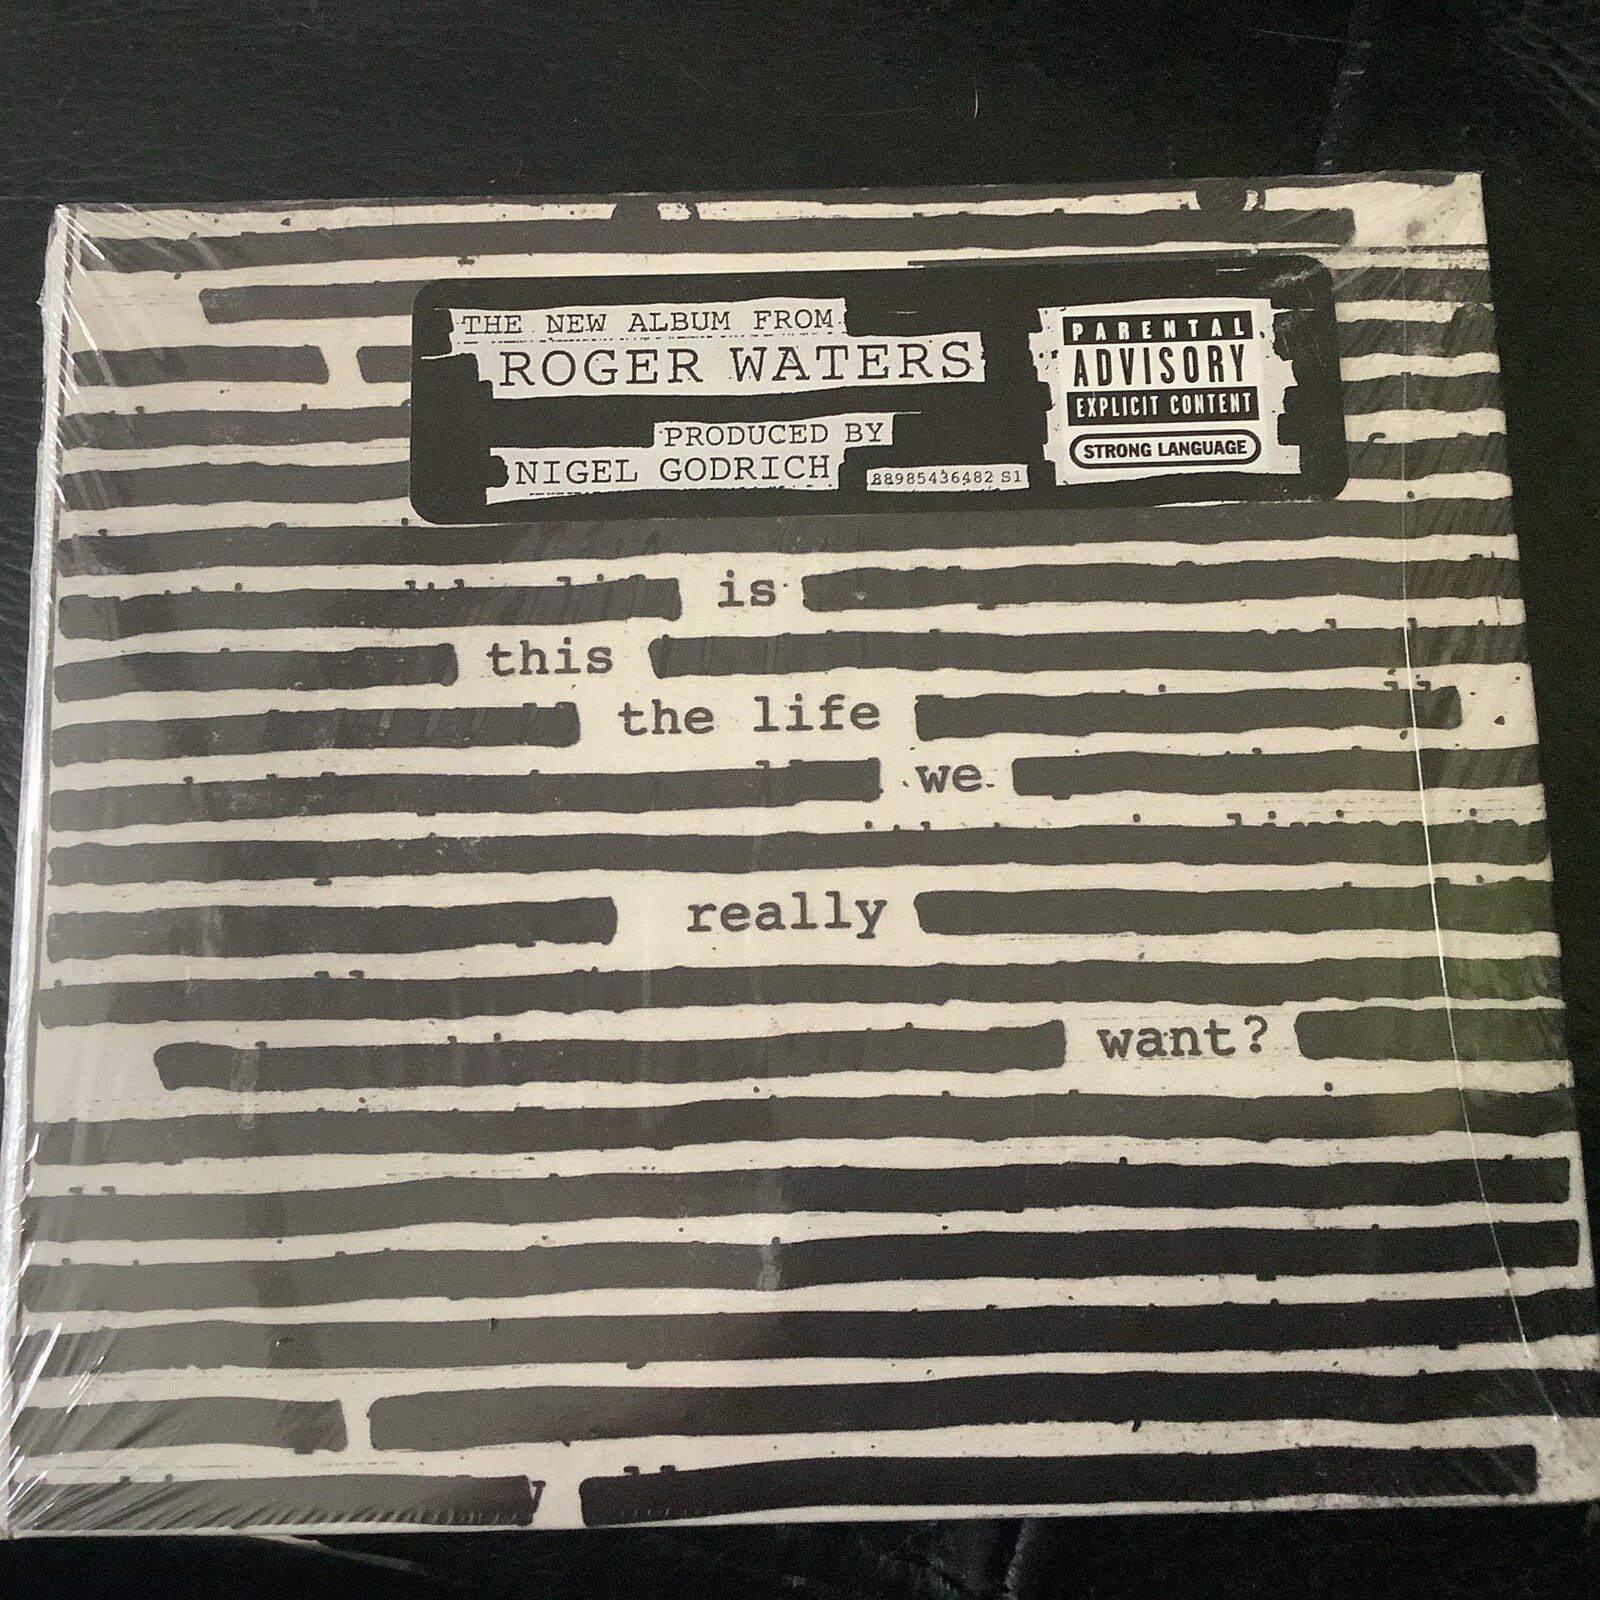 THE NEW ALBUM FROM
ROGER WATERS
PRODUCED BY
NIGEL GODRICH
88985436482 S1
PARENTAL
ADVISORY
EXPLICIT CONTENT
STRONG LANGUAGE
is
this
the life
we
really
want?